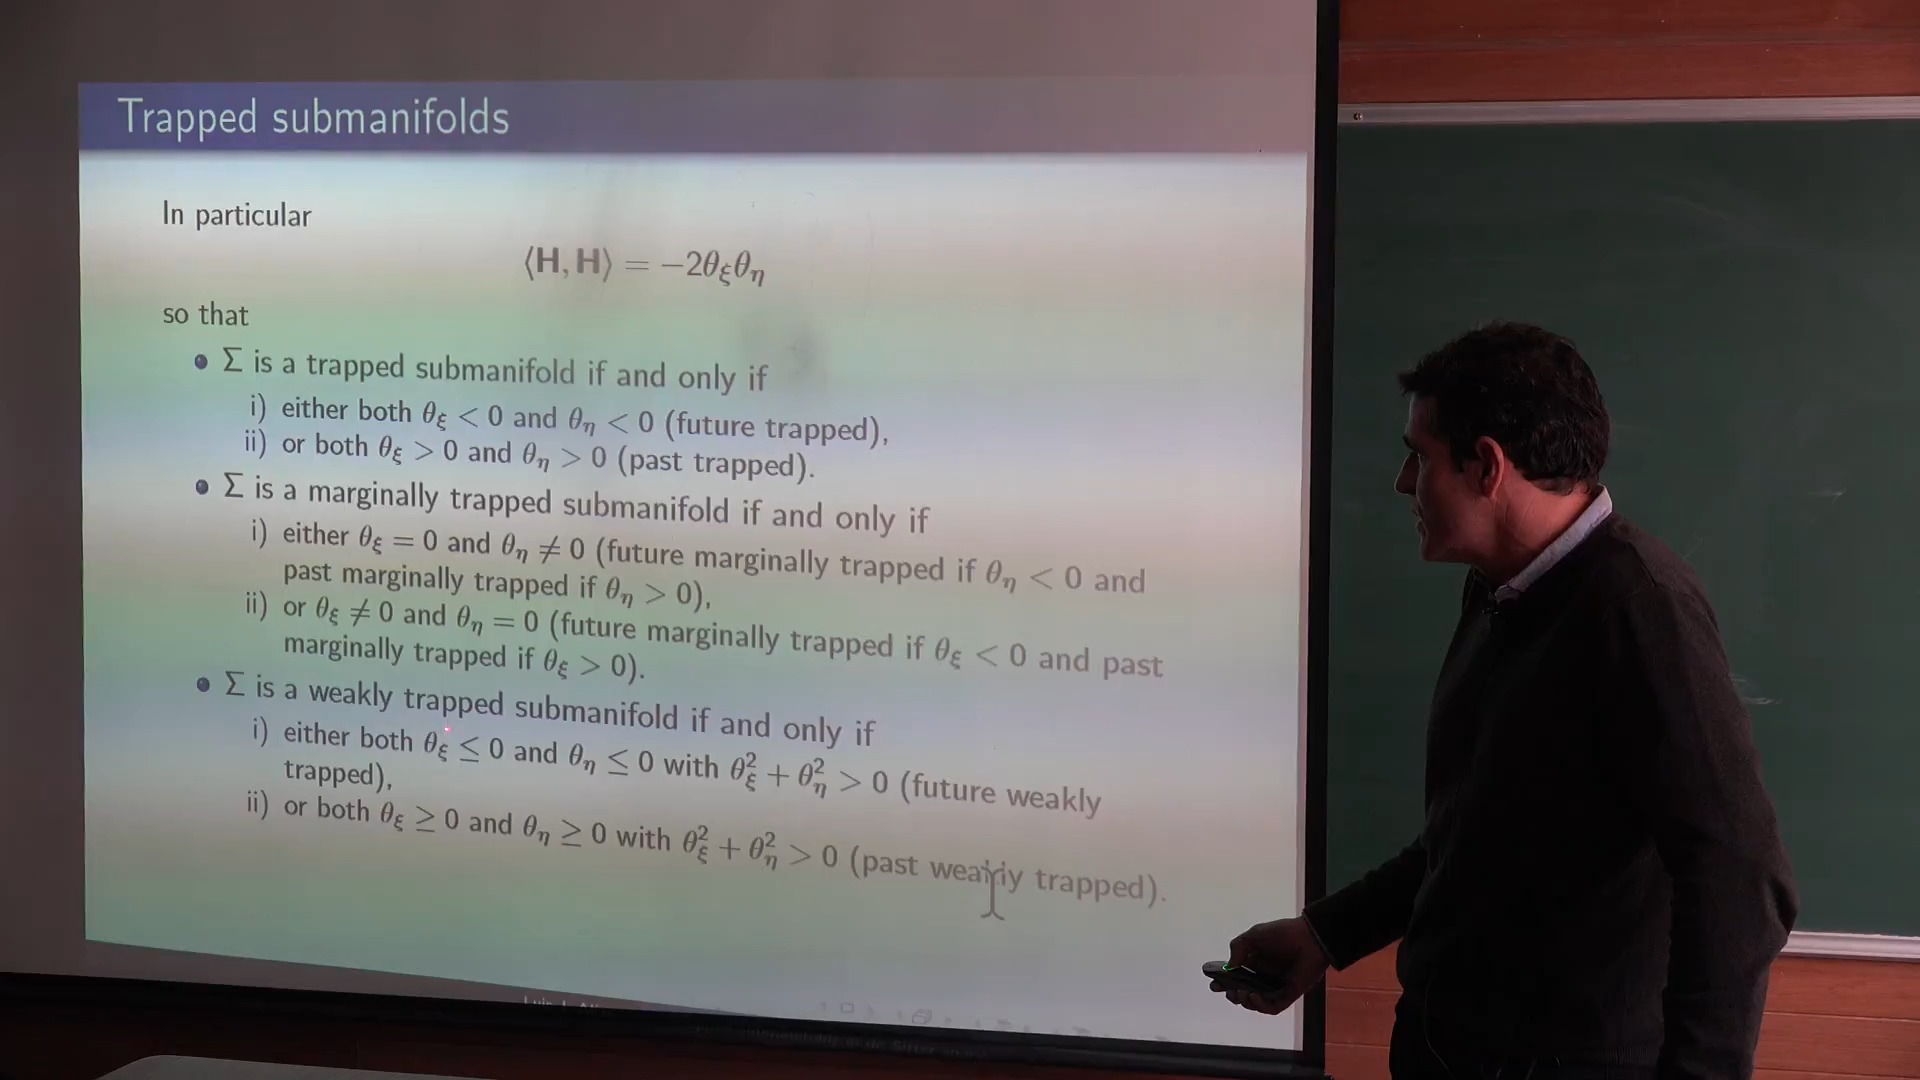 Trapped submanifolds
In particular
⟨H, H⟩ = −2θ_ξθ_η
so that
• Σ is a trapped submanifold if and only if
i) either both θ_ξ < 0 and θ_η < 0 (future trapped),
ii) or both θ_ξ > 0 and θ_η > 0 (past trapped).
• Σ is a marginally trapped submanifold if and only if
i) either θ_ξ = 0 and θ_η ≠ 0 (future marginally trapped if θ_η < 0 and
past marginally trapped if θ_η > 0),
ii) or θ_ξ ≠ 0 and θ_η = 0 (future marginally trapped if θ_ξ < 0 and past
marginally trapped if θ_ξ > 0).
• Σ is a weakly trapped submanifold if and only if
i) either both θ_ξ ≤ 0 and θ_η ≤ 0 with θ_ξ² + θ_η² > 0 (future weakly
trapped),
ii) or both θ_ξ ≥ 0 and θ_η ≥ 0 with θ_ξ² + θ_η² > 0 (past weakly trapped).